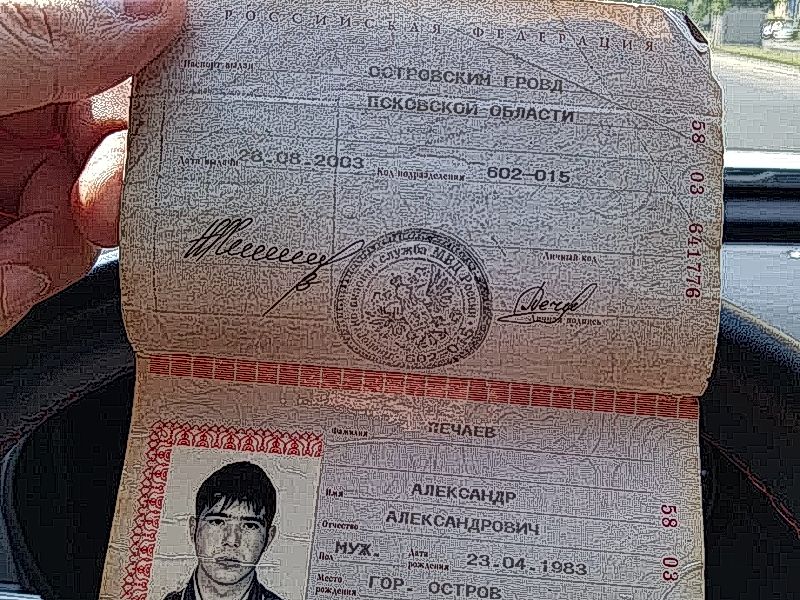 РОССИЙСКАЯ ФЕДЕРАЦИЯ
Паспорт выдан ОСТРОВСКИМ ГРОВД
ПСКОВСКОЙ ОБЛАСТИ
Дата выдачи 28.08.2003 Код подразделения 602-015
Личный код
Личная подпись
58 03 641776
Фамилия ПЕЧАЕВ
Имя АЛЕКСАНДР
Отчество АЛЕКСАНДРОВИЧ
Пол МУЖ. Дата рождения 23.04.1983
Место рождения ГОР. ОСТРОВ
58 03